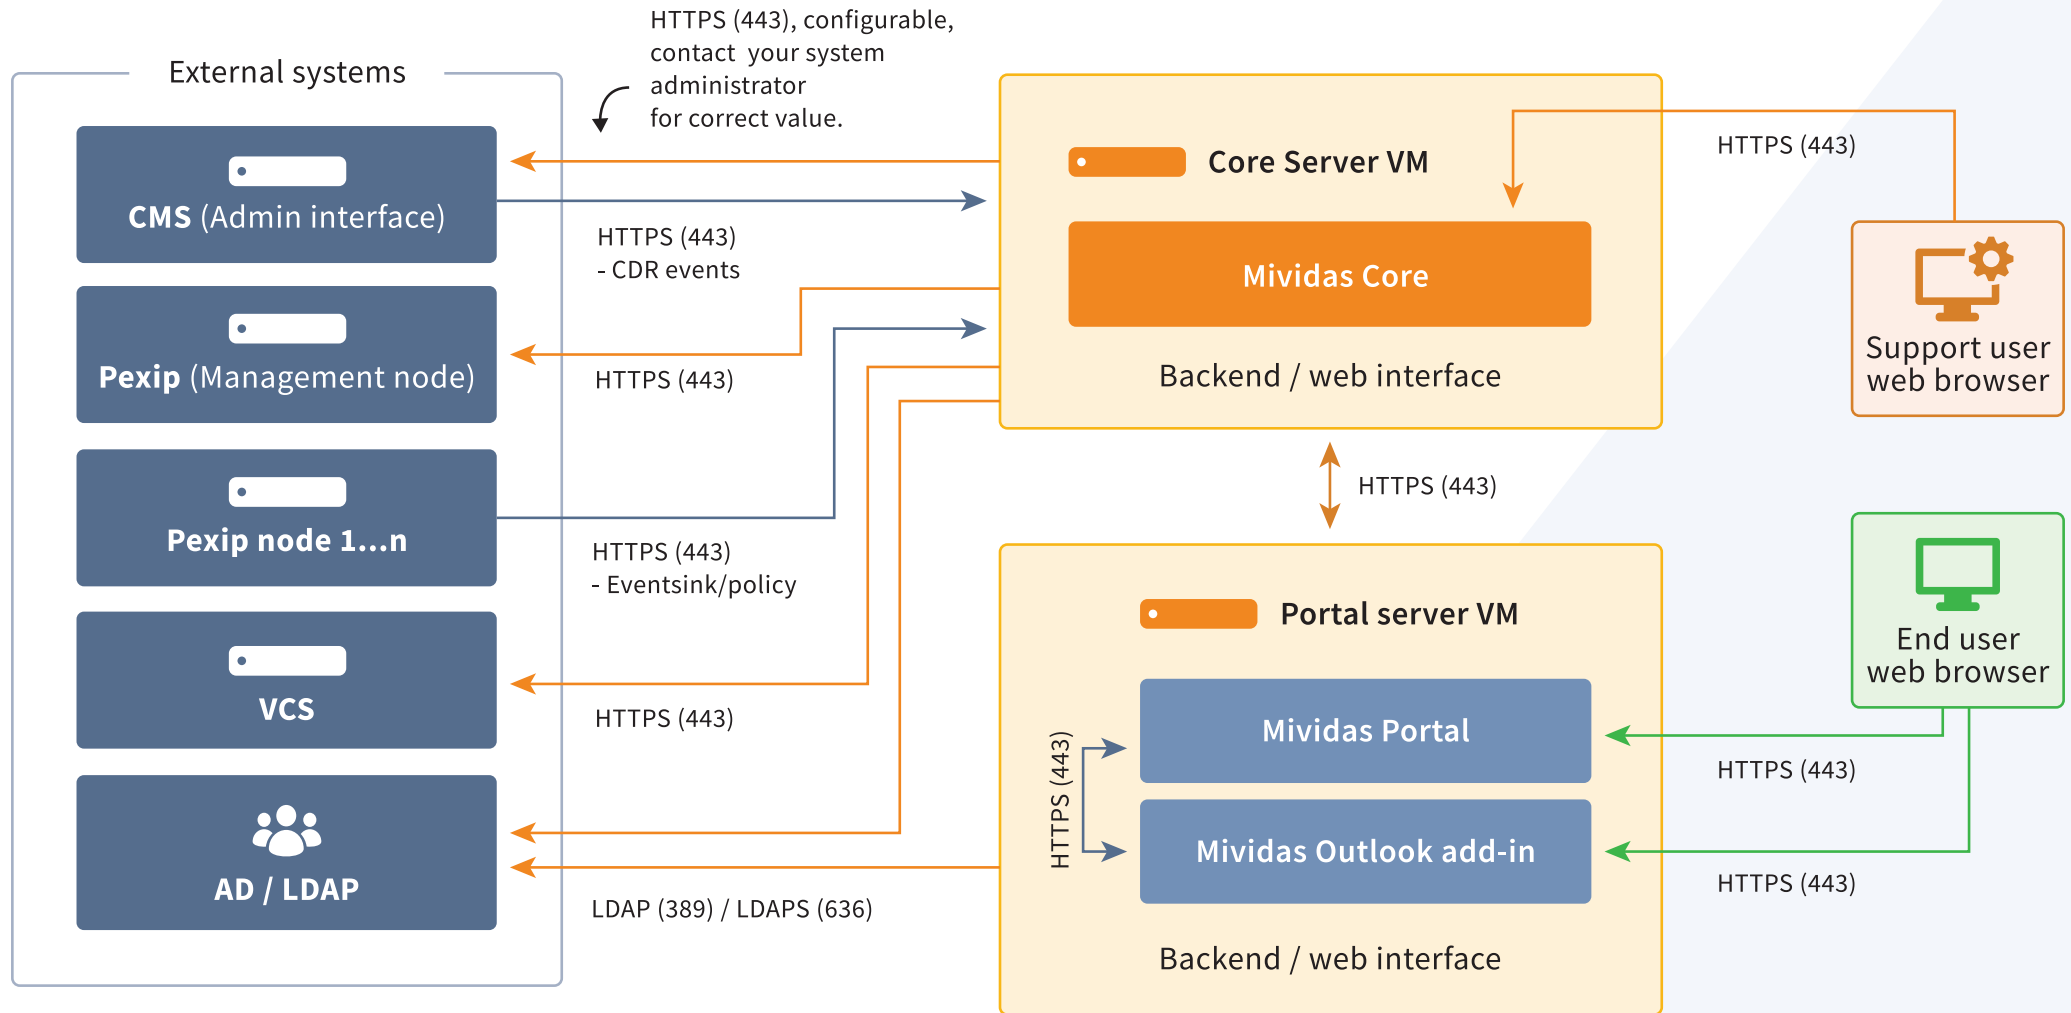 External systems
HTTPS (443), configurable,
contact your system
administrator
for correct value.
CMS (Admin interface)
HTTPS (443)
- CDR events
Pexip (Management node)
HTTPS (443)
Pexip node 1...n
HTTPS (443)
- Eventsink/policy
VCS
HTTPS (443)
AD / LDAP
LDAP (389) / LDAPS (636)
Core Server VM
Mividas Core
Backend / web interface
HTTPS (443)
Portal server VM
Mividas Portal
HTTPS (443)
Mividas Outlook add-in
Backend / web interface
HTTPS (443)
Support user
web browser
End user
web browser
HTTPS (443)
HTTPS (443)